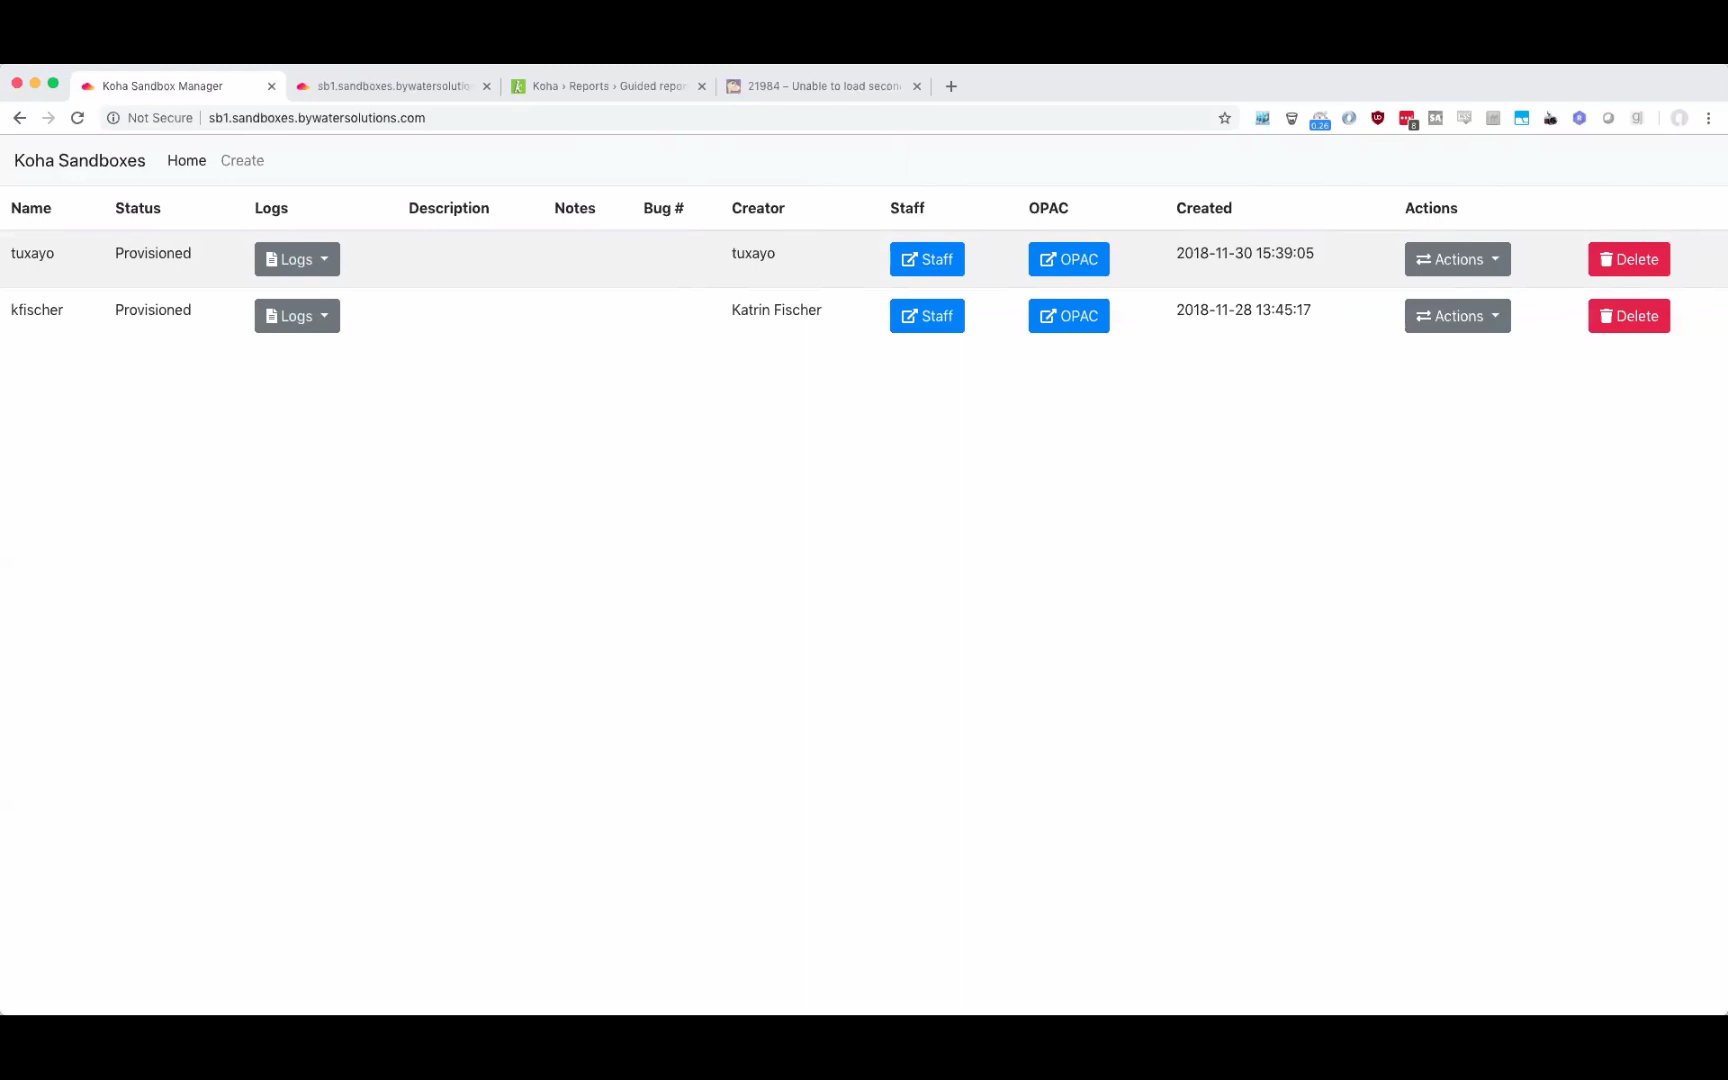 Koha Sandbox Manager
sb1.sandboxes.bywatersolutio
Koha › Reports › Guided repor
21984 – Unable to load secon
Not Secure
sb1.sandboxes.bywatersolutions.com
0.26
8
Koha Sandboxes
Home
Create
Name Status Logs Description Notes Bug # Creator Staff OPAC Created Actions
tuxayo Provisioned Logs tuxayo Staff OPAC 2018-11-30 15:39:05 Actions Delete
kfischer Provisioned Logs Katrin Fischer Staff OPAC 2018-11-28 13:45:17 Actions Delete